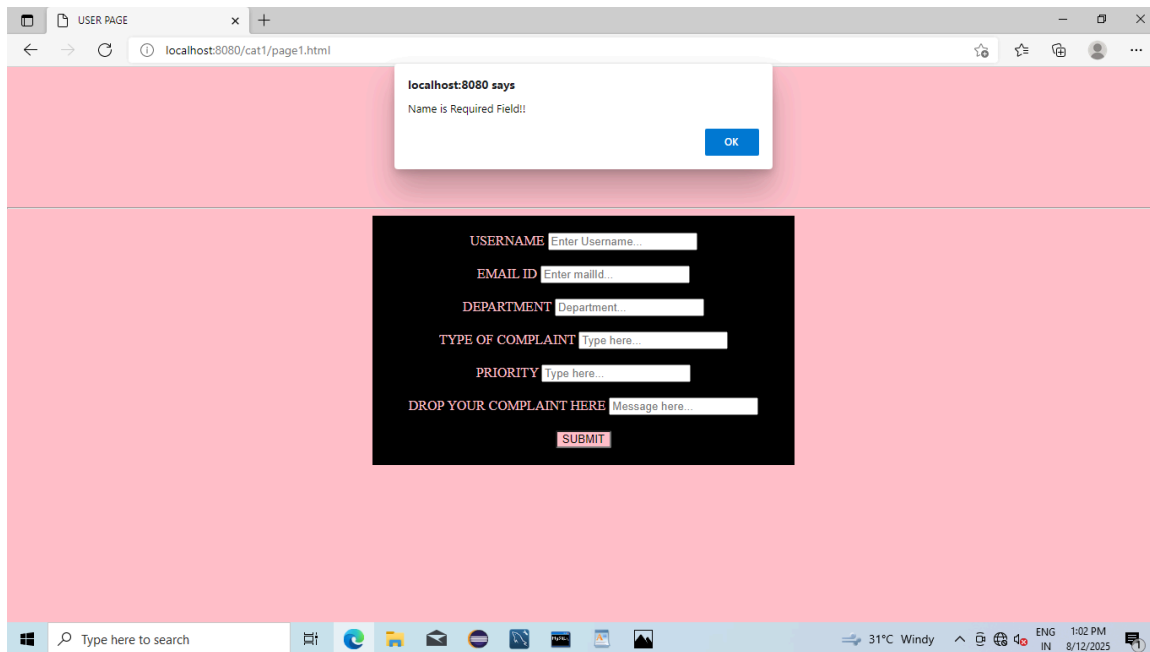 USER PAGE
localhost:8080/cat1/page1.html
localhost:8080 says
Name is Required Field!!
OK
USERNAME Enter Username...
EMAIL ID Enter mailId...
DEPARTMENT Department...
TYPE OF COMPLAINT Type here...
PRIORITY Type here...
DROP YOUR COMPLAINT HERE Message here...
SUBMIT
Type here to search
31°C Windy
ENG
IN
1:02 PM
8/12/2025
1